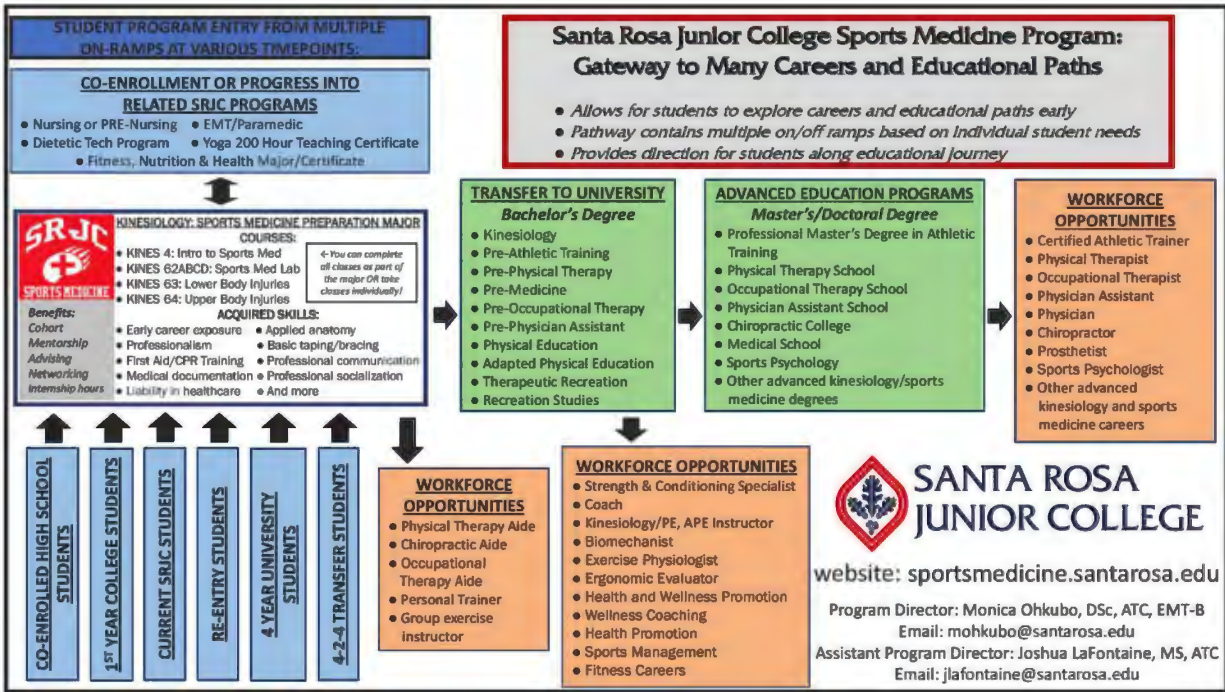 STUDENT PROGRAM ENTRY FROM MULTIPLE
ON-RAMPS AT VARIOUS TIMEPOINTS:
CO-ENROLLMENT OR PROGRESS INTO
RELATED SRJC PROGRAMS
• Nursing or PRE-Nursing • EMT/Paramedic
• Dietetic Tech Program • Yoga 200 Hour Teaching Certificate
• Fitness, Nutrition & Health Major/Certificate
Santa Rosa Junior College Sports Medicine Program:
Gateway to Many Careers and Educational Paths
• Allows for students to explore careers and educational paths early
• Pathway contains multiple on/off ramps based on individual student needs
• Provides direction for students along educational journey
SRJC
SPORTS MEDICINE
Benefits:
Cohort
Mentorship
Advising
Networking
Internship hours
KINESIOLOGY: SPORTS MEDICINE PREPARATION MAJOR
COURSES:
• KINES 4: Intro to Sports Med
• KINES 62ABCD: Sports Med Lab
• KINES 63: Lower Body Injuries
• KINES 64: Upper Body Injuries
←You can complete
all classes as part of
the major OR take
classes individually!
ACQUIRED SKILLS:
• Early career exposure • Applied anatomy
• Professionalism • Basic taping/bracing
• First Aid/CPR Training • Professional communication
• Medical documentation • Professional socialization
• Liability in healthcare • And more
TRANSFER TO UNIVERSITY
Bachelor's Degree
• Kinesiology
• Pre-Athletic Training
• Pre-Physical Therapy
• Pre-Medicine
• Pre-Occupational Therapy
• Pre-Physician Assistant
• Physical Education
• Adapted Physical Education
• Therapeutic Recreation
• Recreation Studies
ADVANCED EDUCATION PROGRAMS
Master's/Doctoral Degree
• Professional Master's Degree in Athletic
Training
• Physical Therapy School
• Occupational Therapy School
• Physician Assistant School
• Chiropractic College
• Medical School
• Sports Psychology
• Other advanced kinesiology/sports
medicine degrees
WORKFORCE
OPPORTUNITIES
• Certified Athletic Trainer
• Physical Therapist
• Occupational Therapist
• Physician Assistant
• Physician
• Chiropractor
• Prosthetist
• Sports Psychologist
• Other advanced
kinesiology and sports
medicine careers
CO-ENROLLED HIGH SCHOOL
STUDENTS
1ST YEAR COLLEGE STUDENTS
CURRENT SRJC STUDENTS
RE-ENTRY STUDENTS
4 YEAR UNIVERSITY
STUDENTS
4-2-4 TRANSFER STUDENTS
WORKFORCE
OPPORTUNITIES
• Physical Therapy Aide
• Chiropractic Aide
• Occupational
Therapy Aide
• Personal Trainer
• Group exercise
instructor
WORKFORCE OPPORTUNITIES
• Strength & Conditioning Specialist
• Coach
• Kinesiology/PE, APE Instructor
• Biomechanist
• Exercise Physiologist
• Ergonomic Evaluator
• Health and Wellness Promotion
• Wellness Coaching
• Health Promotion
• Sports Management
• Fitness Careers
SANTA ROSA
JUNIOR COLLEGE
website: sportsmedicine.santarosa.edu
Program Director: Monica Ohkubo, DSc, ATC, EMT-B
Email: mohkubo@santarosa.edu
Assistant Program Director: Joshua LaFontaine, MS, ATC
Email: jlafontaine@santarosa.edu